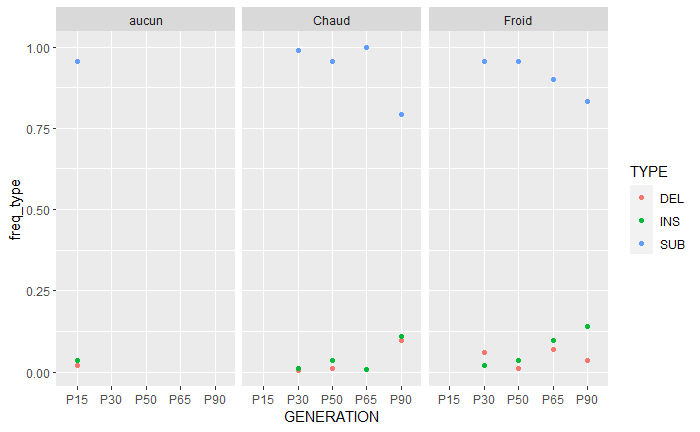 aucun Chaud Froid
1.00
0.75
0.50
0.25
0.00
freq_type
P15 P30 P50 P65 P90 P15 P30 P50 P65 P90 P15 P30 P50 P65 P90
GENERATION
TYPE
DEL
INS
SUB